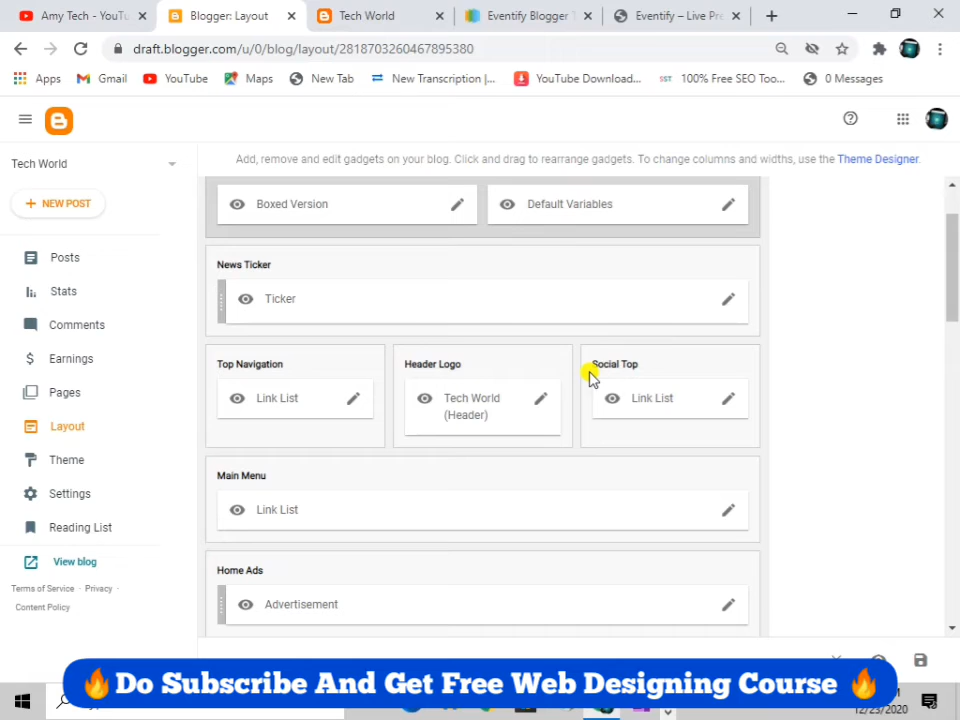 Amy Tech - YouTu
Blogger: Layout
Tech World
Eventify Blogger T
Eventify – Live Pre
draft.blogger.com/u/0/blog/layout/2818703260467895380
Apps
Gmail
YouTube
Maps
New Tab
New Transcription |...
YouTube Download...
100% Free SEO Too...
0 Messages
Tech World
Add, remove and edit gadgets on your blog. Click and drag to rearrange gadgets. To change columns and widths, use the Theme Designer.
NEW POST
Posts
Stats
Comments
Earnings
Pages
Layout
Theme
Settings
Reading List
View blog
Terms of Service · Privacy ·
Content Policy
Boxed Version
Default Variables
News Ticker
Ticker
Top Navigation
Link List
Header Logo
Tech World
(Header)
Social Top
Link List
Main Menu
Link List
Home Ads
Advertisement
🔥Do Subscribe And Get Free Web Designing Course 🔥
12/23/2020